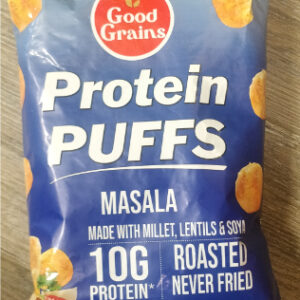 Good
Grains
Protein
PUFFS
MASALA
MADE WITH MILLET, LENTILS & SOYA
10G
PROTEIN*
ROASTED
NEVER FRIED